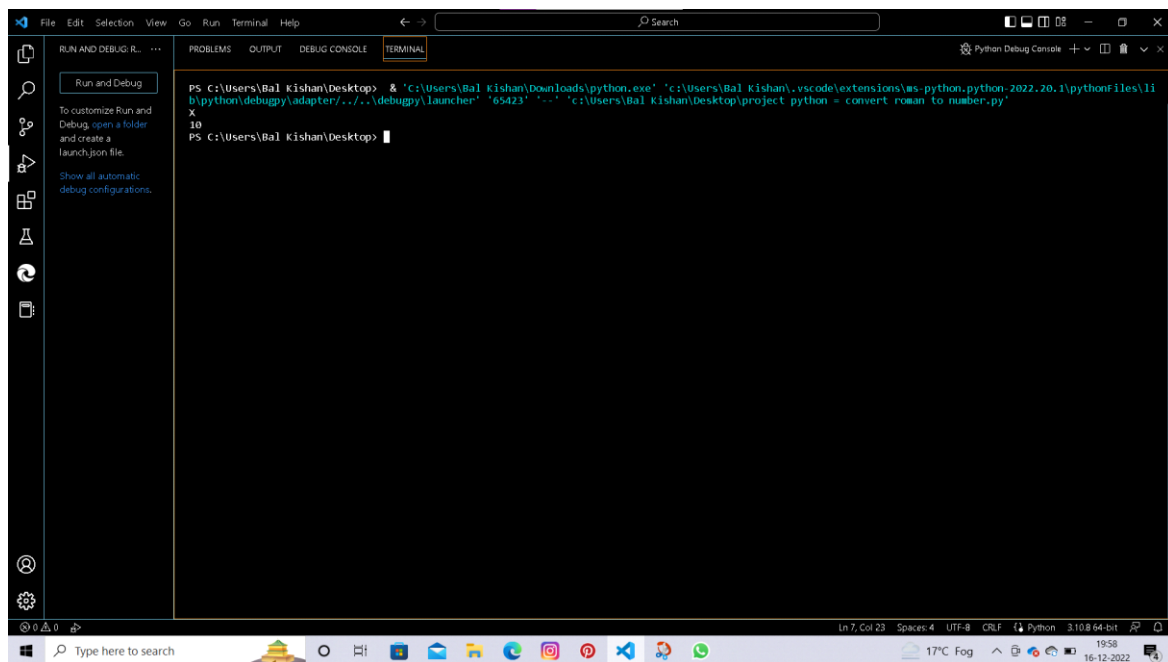 File Edit Selection View Go Run Terminal Help
Search
RUN AND DEBUG: R... ···
PROBLEMS OUTPUT DEBUG CONSOLE TERMINAL
Python Debug Console
Run and Debug
To customize Run and
Debug, open a folder
and create a
launch.json file.
Show all automatic
debug configurations.
PS C:\Users\Bal Kishan\Desktop> & 'C:\Users\Bal Kishan\Downloads\python.exe' 'c:\Users\Bal Kishan\.vscode\extensions\ms-python.python-2022.20.1\pythonFiles\li
b\python\debugpy\adapter/../..\debugpy\launcher' '65423' '--' 'c:\Users\Bal Kishan\Desktop\project python = convert roman to number.py'
X
10
PS C:\Users\Bal Kishan\Desktop>
0 0
Ln 7, Col 23 Spaces: 4 UTF-8 CRLF Python 3.10.8 64-bit
Type here to search
17°C Fog
19:58
16-12-2022
4